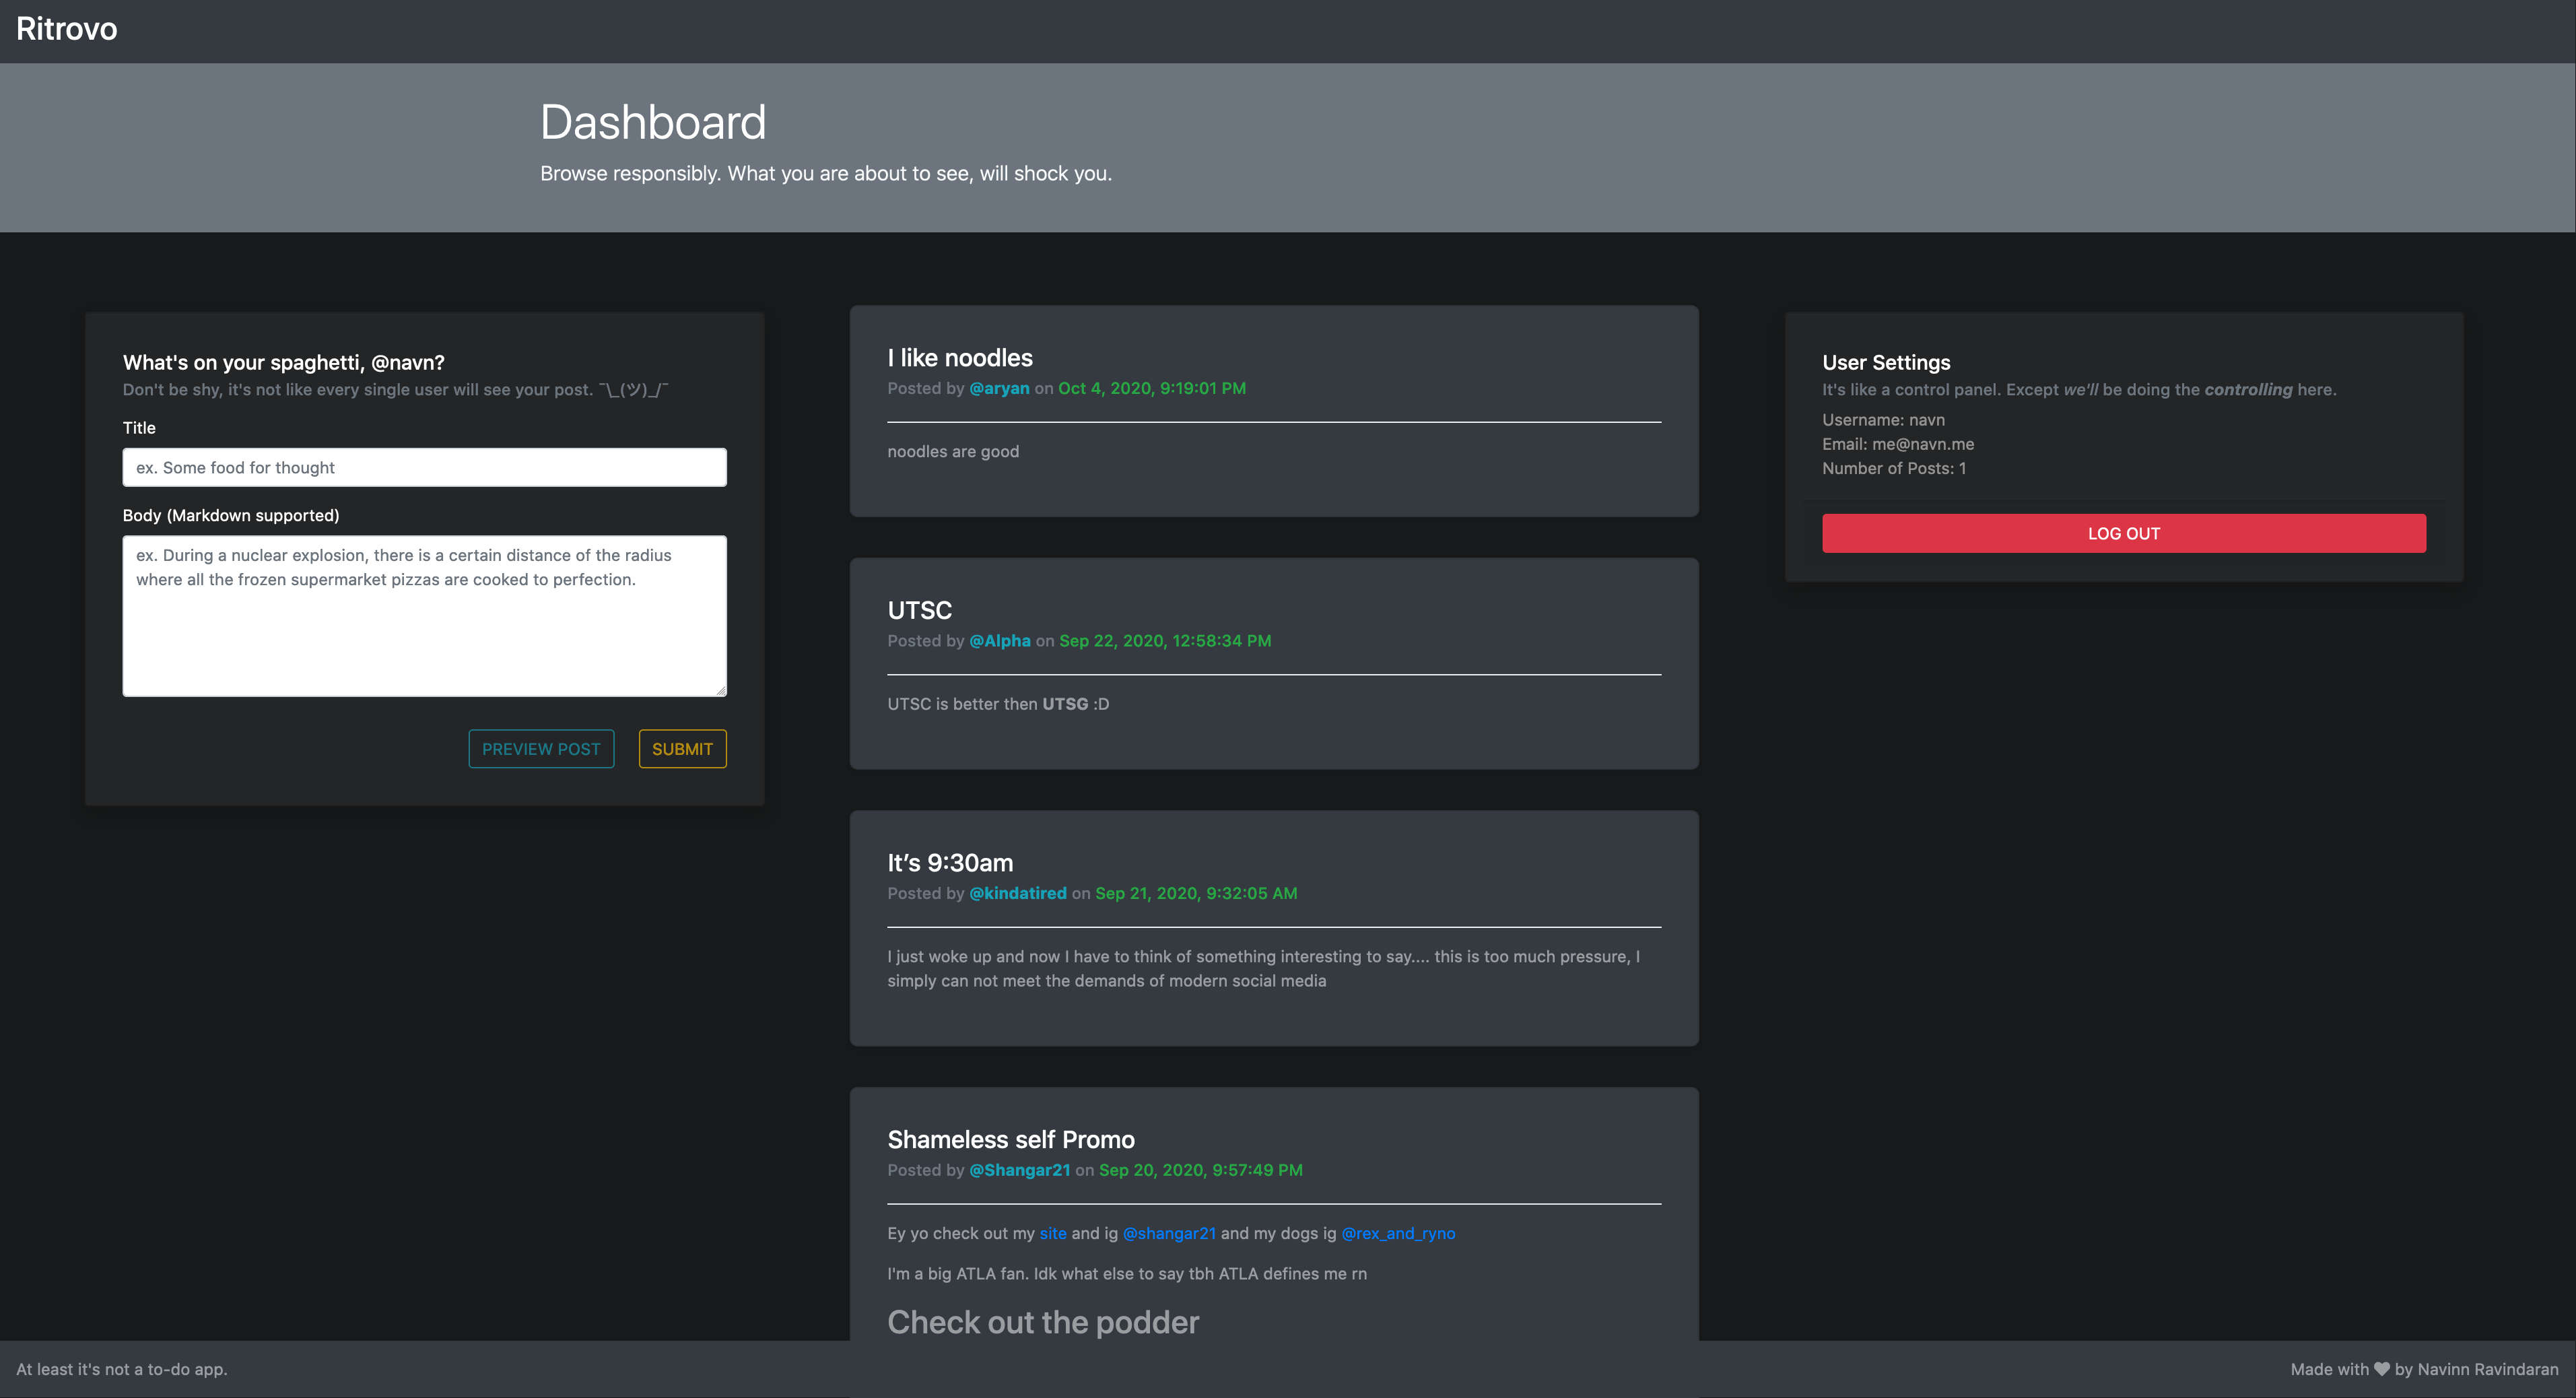 Ritrovo
Dashboard
Browse responsibly. What you are about to see, will shock you.
What's on your spaghetti, @navn?
Don't be shy, it's not like every single user will see your post. ¯\_(ツ)_/¯
Title
ex. Some food for thought
Body (Markdown supported)
ex. During a nuclear explosion, there is a certain distance of the radius
where all the frozen supermarket pizzas are cooked to perfection.
PREVIEW POST
SUBMIT
I like noodles
Posted by @aryan on Oct 4, 2020, 9:19:01 PM
noodles are good
UTSC
Posted by @Alpha on Sep 22, 2020, 12:58:34 PM
UTSC is better then UTSG :D
It’s 9:30am
Posted by @kindatired on Sep 21, 2020, 9:32:05 AM
I just woke up and now I have to think of something interesting to say.... this is too much pressure, I
simply can not meet the demands of modern social media
Shameless self Promo
Posted by @Shangar21 on Sep 20, 2020, 9:57:49 PM
Ey yo check out my site and ig @shangar21 and my dogs ig @rex_and_ryno
I'm a big ATLA fan. Idk what else to say tbh ATLA defines me rn
Check out the podder
User Settings
It's like a control panel. Except we'll be doing the controlling here.
Username: navn
Email: me@navn.me
Number of Posts: 1
LOG OUT
At least it's not a to-do app.
Made with ♥ by Navinn Ravindaran